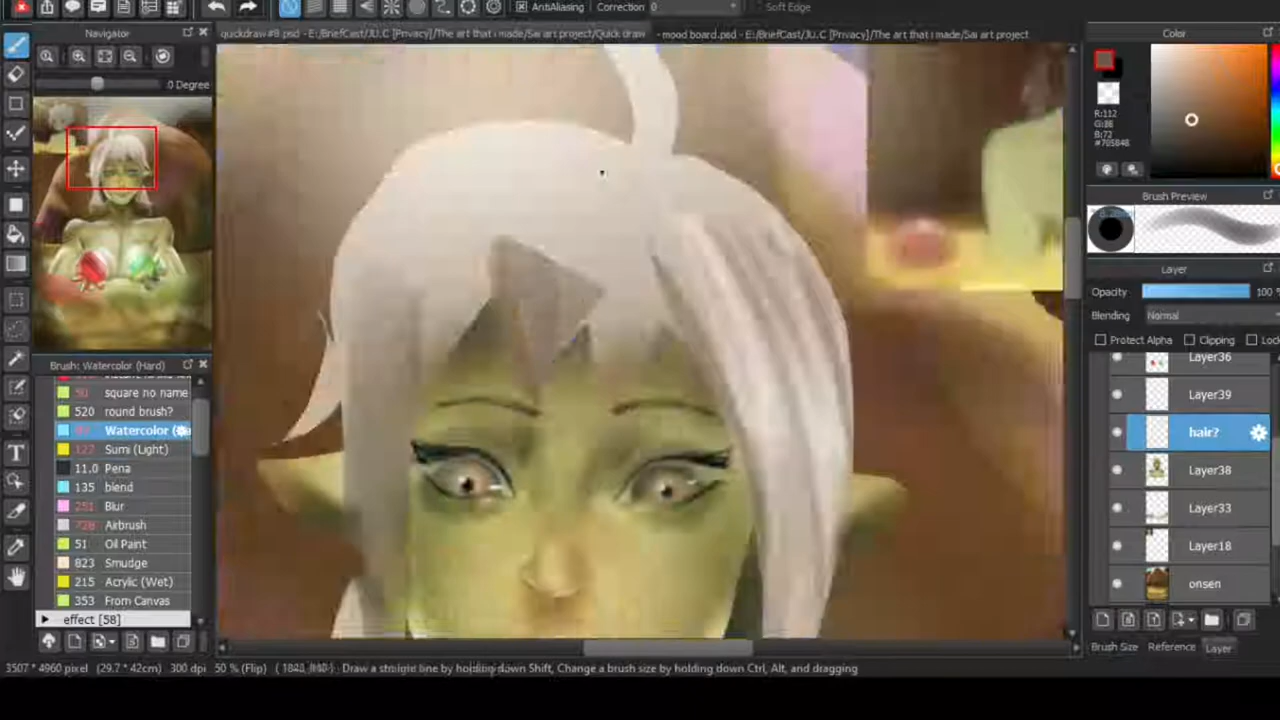 AntiAliasing
Correction 0
Soft Edge
Navigator
quickdraw#8.psd - E:/BriefCast/JU.C [Privacy]/The art that i made/Sai art project/Quick draw
- mood board.psd - E:/BriefCast/JU.C [Privacy]/The art that i made/Sai art project
Color
0 Degree
R:112
B:72
#705848
Brush Preview
Layer
Opacity
100
Blending
Normal
Protect Alpha
Clipping
Layer36
Layer39
hair?
Layer38
Layer33
Layer18
onsen
Brush Size
Reference
Layer
Brush: Watercolor (Hard)
50 square no name
520 round brush?
Watercolor
127 Sumi (Light)
11.0 Pena
135 blend
251 Blur
728 Airbrush
51 Oil Paint
823 Smudge
215 Acrylic (Wet)
353 From Canvas
effect [58]
3507 * 4960 pixel (29.7 * 42cm) 300 dpi 50 % (Flip) Draw a straight line by holding down Shift, Change a brush size by holding down Ctrl, Alt, and dragging